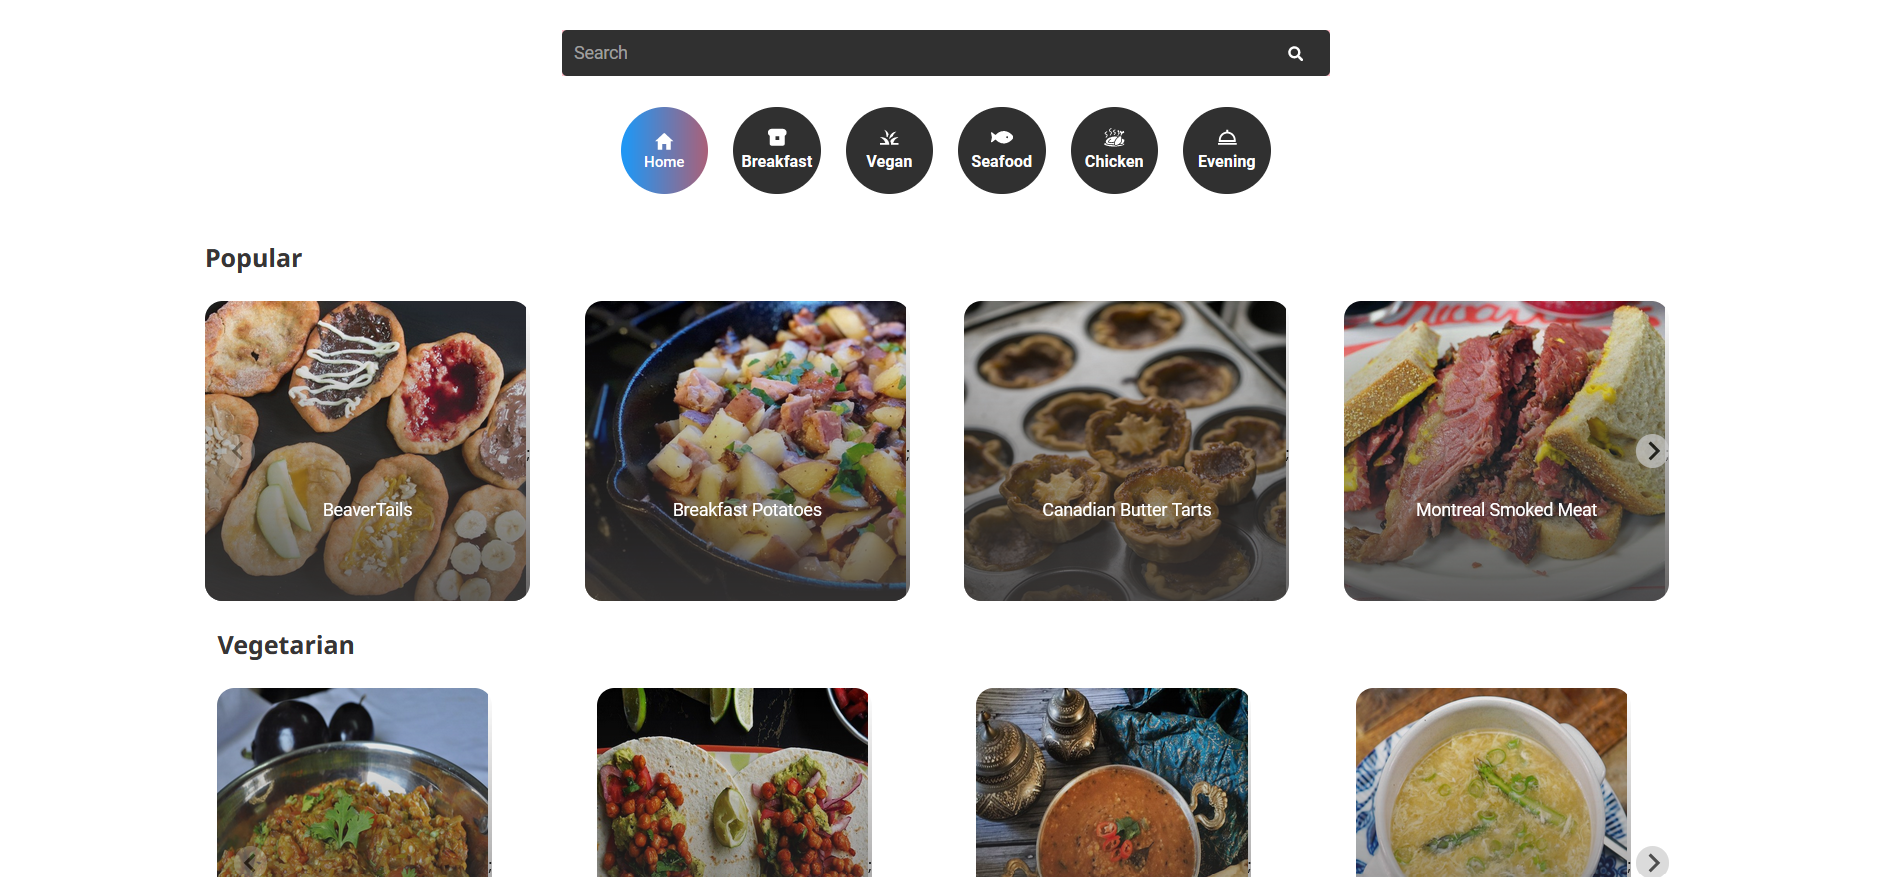 Search
Home
Breakfast
Vegan
Seafood
Chicken
Evening
Popular
;
;
;
;
BeaverTails
Breakfast Potatoes
Canadian Butter Tarts
Montreal Smoked Meat
Vegetarian
;
;
;
;